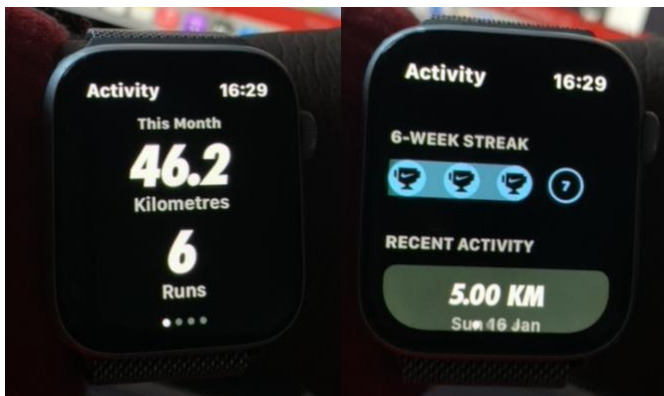 Activity 16:29
This Month
46.2
Kilometres
6
Runs
Activity 16:29
6-WEEK STREAK
7
RECENT ACTIVITY
5.00 KM
Sun 16 Jan